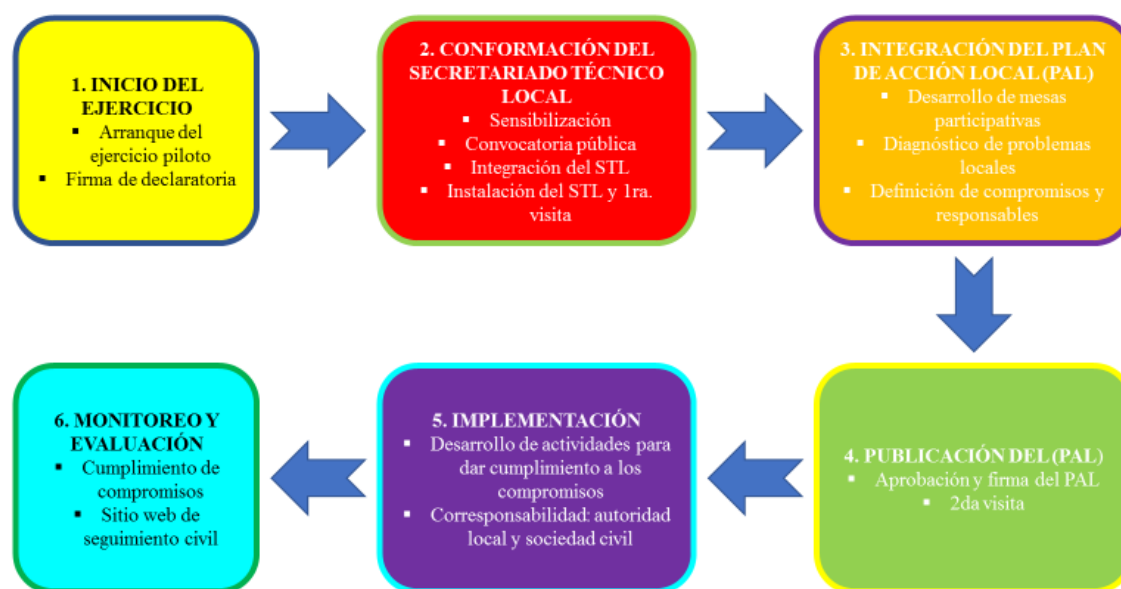 1. INICIO DEL
EJERCICIO
▪ Arranque del
ejercicio piloto
▪ Firma de declaratoria
2. CONFORMACIÓN DEL
SECRETARIADO TÉCNICO
LOCAL
▪ Sensibilización
▪ Convocatoria pública
▪ Integración del STL
▪ Instalación del STL y 1ra.
visita
3. INTEGRACIÓN DEL PLAN
DE ACCIÓN LOCAL (PAL)
▪ Desarrollo de mesas
participativas
▪ Diagnóstico de problemas
locales
▪ Definición de compromisos y
responsables
4. PUBLICACIÓN DEL (PAL)
▪ Aprobación y firma del PAL
▪ 2da visita
5. IMPLEMENTACIÓN
▪ Desarrollo de actividades para
dar cumplimiento a los
compromisos
▪ Corresponsabilidad: autoridad
local y sociedad civil
6. MONITOREO Y
EVALUACIÓN
▪ Cumplimiento de
compromisos
▪ Sitio web de
seguimiento civil